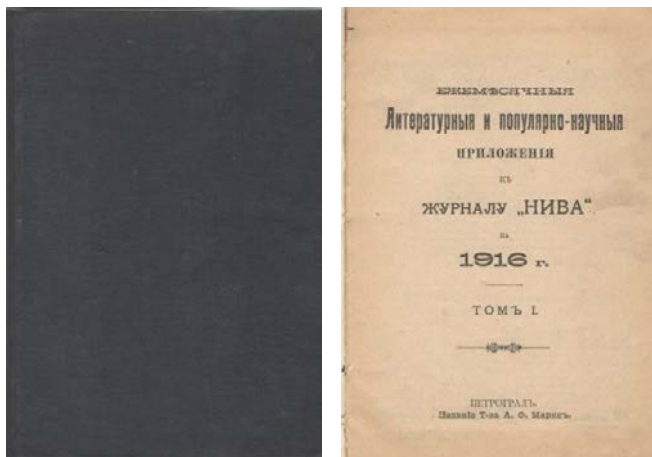 ЕЖЕМѢСЯЧНЫЯ
Литературныя и популярно-научныя
ПРИЛОЖЕНІЯ
КЪ
ЖУРНАЛУ „НИВА“
на
1916 г.
ТОМЪ I.
ПЕТРОГРАДЪ.
Изданіе Т-ва А. Ф. Марксъ.